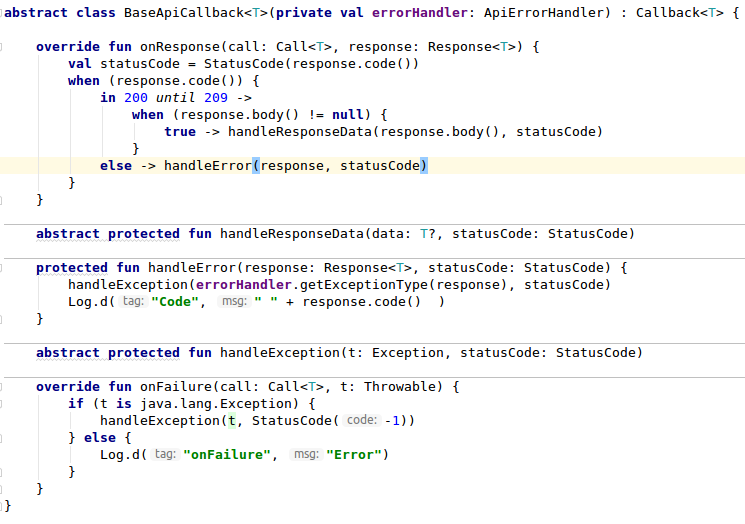 abstract class BaseApiCallback<T>(private val errorHandler: ApiErrorHandler) : Callback<T> {
override fun onResponse(call: Call<T>, response: Response<T>) {
val statusCode = StatusCode(response.code())
when (response.code()) {
in 200 until 209 ->
when (response.body() != null) {
true -> handleResponseData(response.body(), statusCode)
}
else -> handleError(response, statusCode)
}
}
abstract protected fun handleResponseData(data: T?, statusCode: StatusCode)
protected fun handleError(response: Response<T>, statusCode: StatusCode) {
handleException(errorHandler.getExceptionType(response), statusCode)
Log.d( tag: "Code", msg: " " + response.code() )
}
abstract protected fun handleException(t: Exception, statusCode: StatusCode)
override fun onFailure(call: Call<T>, t: Throwable) {
if (t is java.lang.Exception) {
handleException(t, StatusCode( code: -1))
} else {
Log.d( tag: "onFailure", msg: "Error")
}
}
}